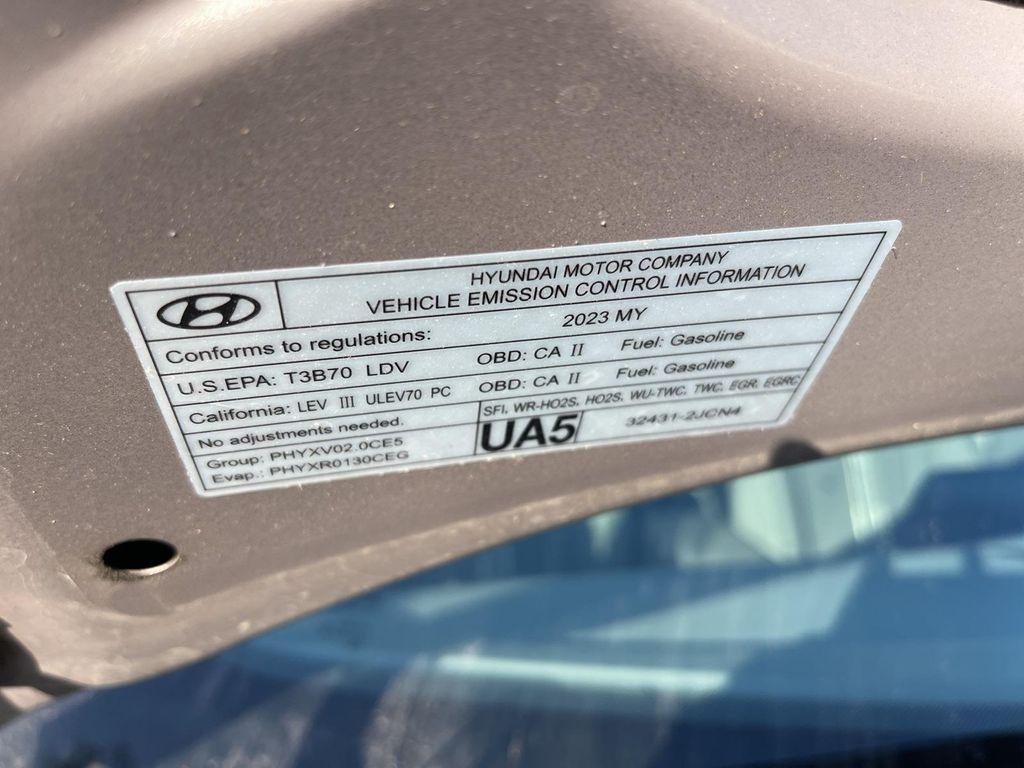 HYUNDAI MOTOR COMPANY
VEHICLE EMISSION CONTROL INFORMATION
Conforms to regulations: 2023 MY
U.S.EPA: T3B70 LDV OBD: CA II Fuel: Gasoline
California: LEV III ULEV70 PC OBD: CA II Fuel: Gasoline
No adjustments needed. SFI, WR-HO2S, HO2S, WU-TWC, TWC, EGR, EGRC
Group: PHYXV02.0CE5 UA5 32431-2JCN4
Evap.: PHYXR0130CEG